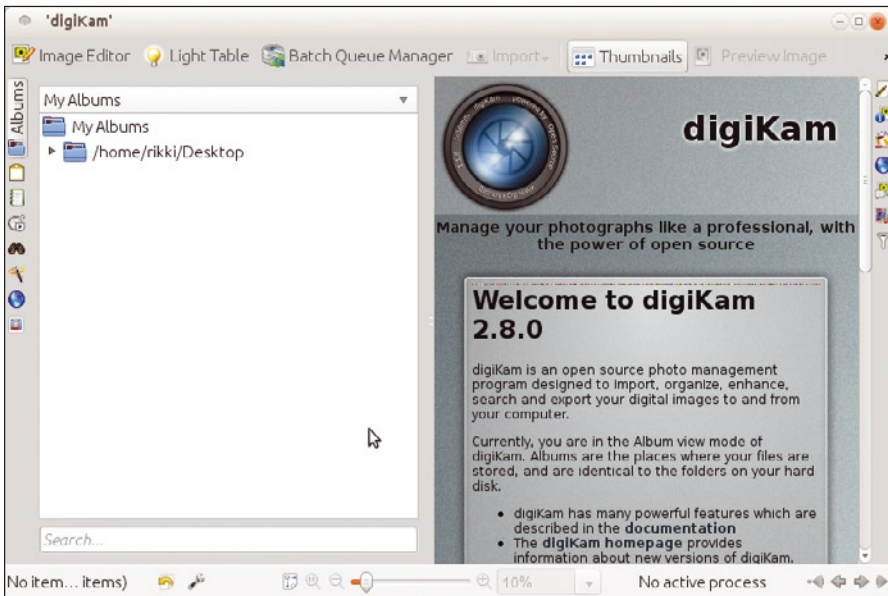 'digiKam'
Image Editor Light Table Batch Queue Manager Import Thumbnails Preview Image
Albums
My Albums
My Albums
/home/rikki/Desktop
Search...
digiKam
Manage your photographs like a professional, with
the power of open source
Welcome to digiKam
2.8.0
digiKam is an open source photo management
program designed to import, organize, enhance,
search and export your digital images to and from
your computer.
Currently, you are in the Album view mode of
digiKam. Albums are the places where your files are
stored, and are identical to the folders on your hard
disk.
• digiKam has many powerful features which are
described in the documentation
• The digiKam homepage provides
information about new versions of digiKam.
No item... items) 10% No active process